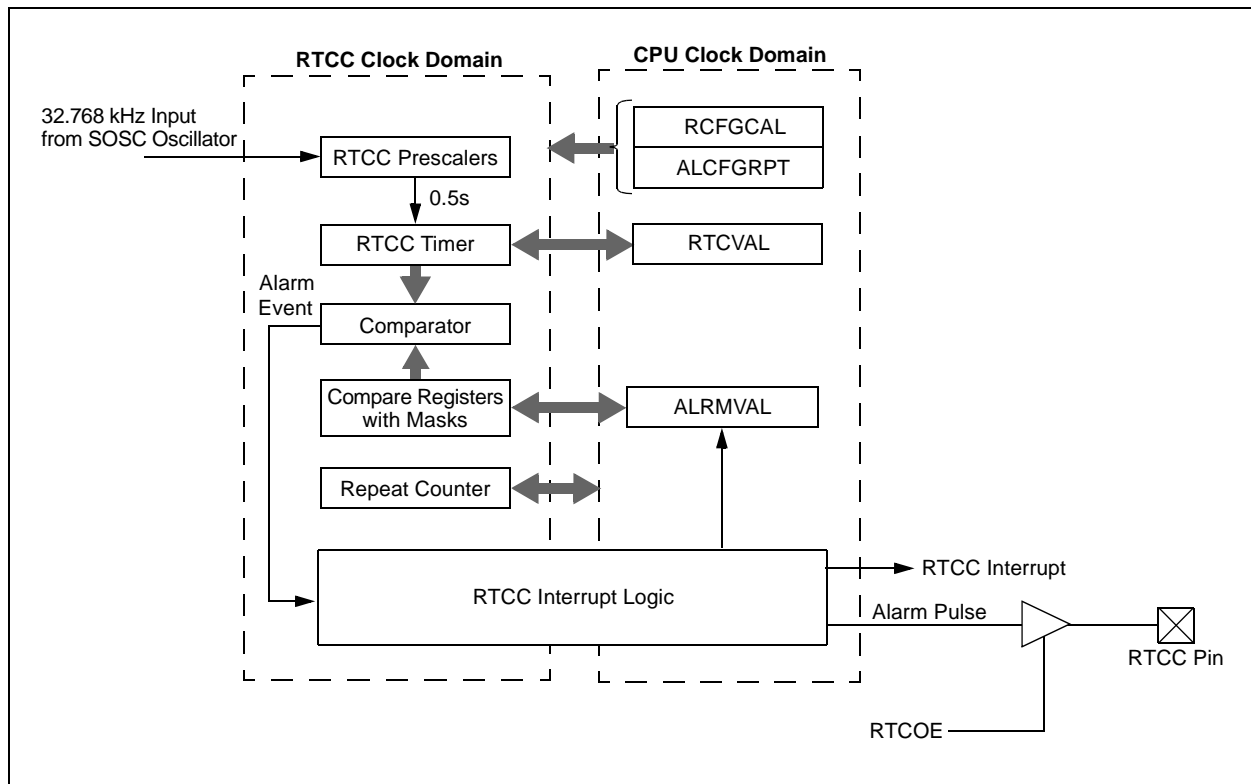 RTCC Clock Domain
CPU Clock Domain
32.768 kHz Input
from SOSC Oscillator
RTCC Prescalers
RCFGCAL
ALCFGRPT
0.5s
RTCC Timer
RTCVAL
Alarm
Event
Comparator
Compare Registers
with Masks
ALRMVAL
Repeat Counter
RTCC Interrupt Logic
RTCC Interrupt
Alarm Pulse
RTCC Pin
RTCOE